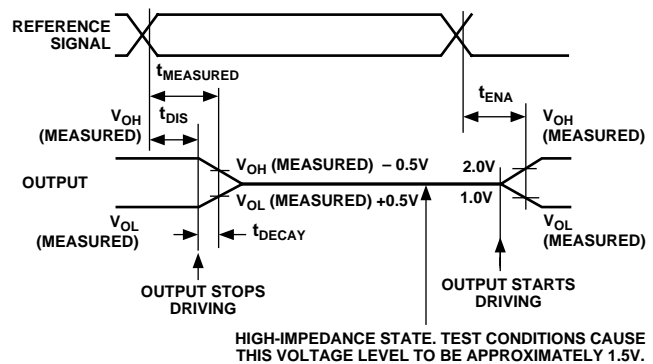 REFERENCE
SIGNAL
tMEASURED
tENA
VOH
(MEASURED)
tDIS
VOH
(MEASURED)
VOH (MEASURED) – 0.5V
2.0V
OUTPUT
VOL (MEASURED) +0.5V
1.0V
VOL
(MEASURED)
tDECAY
VOL
(MEASURED)
OUTPUT STOPS
DRIVING
OUTPUT STARTS
DRIVING
HIGH-IMPEDANCE STATE. TEST CONDITIONS CAUSE
THIS VOLTAGE LEVEL TO BE APPROXIMATELY 1.5V.